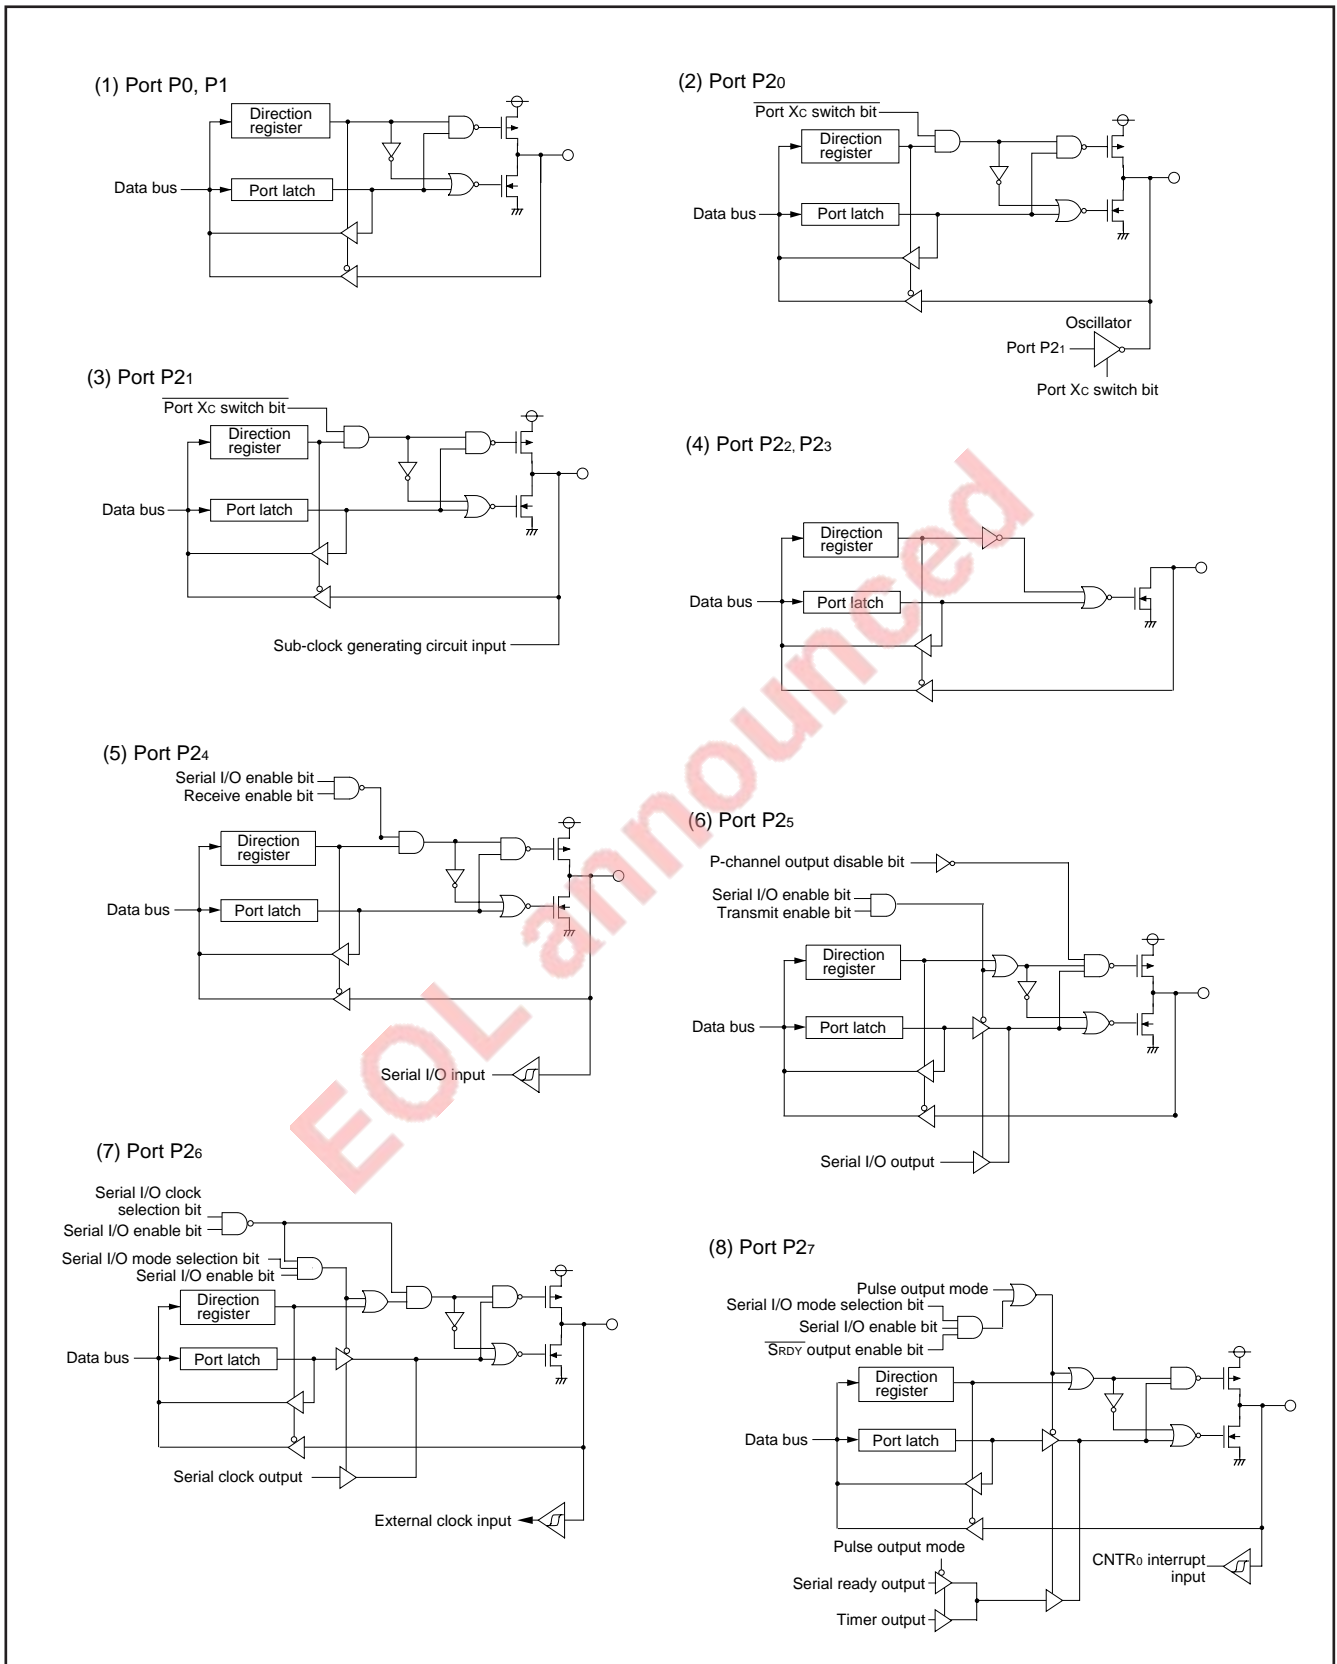 (1) Port P0, P1
Direction
register
Data bus
Port latch
(2) Port P20
Port XC switch bit
Direction
register
Data bus
Port latch
Oscillator
Port P21
Port XC switch bit
(3) Port P21
Port XC switch bit
Direction
register
Data bus
Port latch
Sub-clock generating circuit input
(4) Port P22, P23
Direction
register
Data bus
Port latch
(5) Port P24
Serial I/O enable bit
Receive enable bit
Direction
register
Data bus
Port latch
Serial I/O input
(6) Port P25
P-channel output disable bit
Serial I/O enable bit
Transmit enable bit
Direction
register
Data bus
Port latch
Serial I/O output
(7) Port P26
Serial I/O clock
selection bit
Serial I/O enable bit
Serial I/O mode selection bit
Serial I/O enable bit
Direction
register
Data bus
Port latch
Serial clock output
External clock input
(8) Port P27
Pulse output mode
Serial I/O mode selection bit
Serial I/O enable bit
SRDY output enable bit
Direction
register
Data bus
Port latch
Pulse output mode
Serial ready output
Timer output
CNTR0 interrupt
input
EOL announced